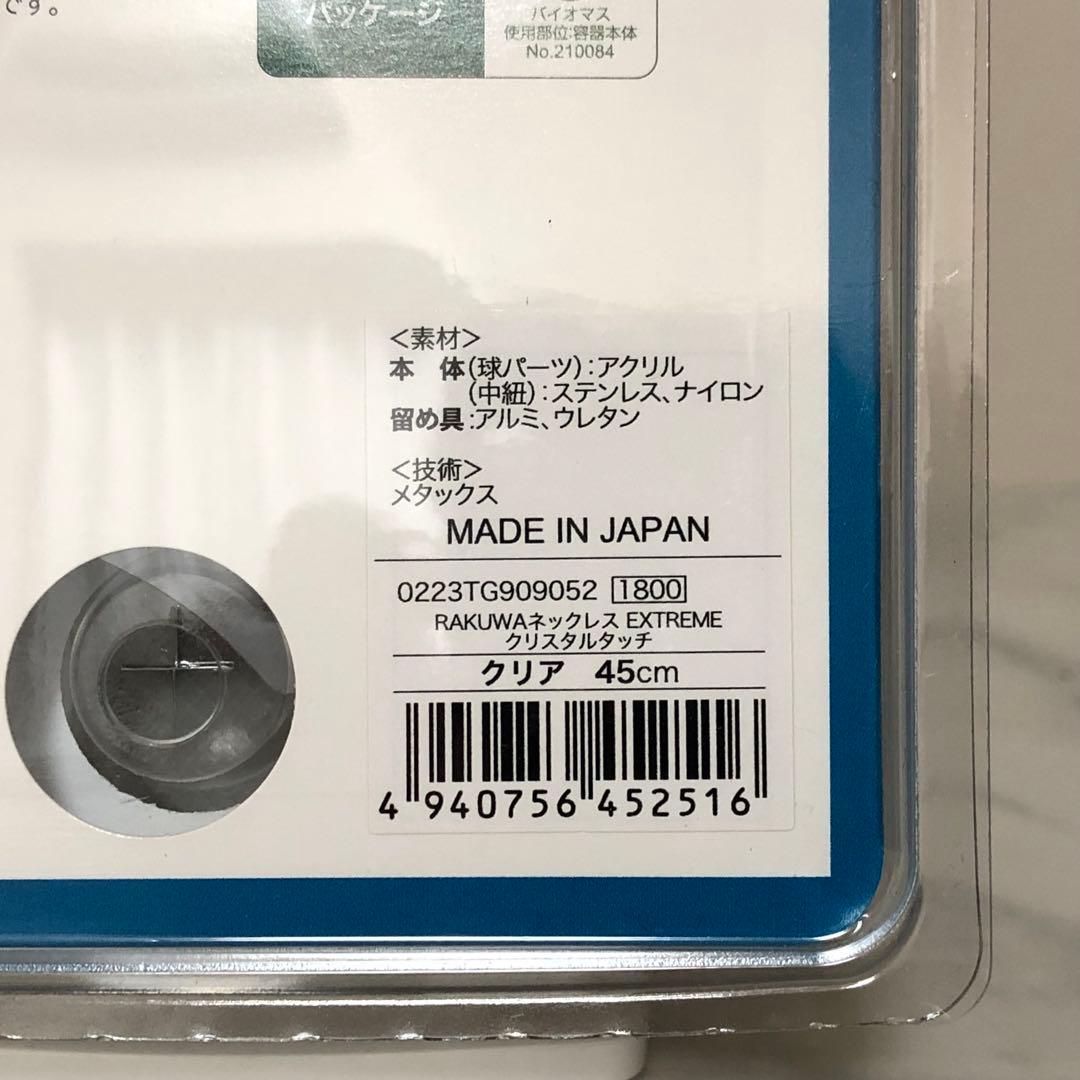 です。
パッケージ
バイオマス
使用部位:容器本体
No.210084
<素材>
本 体(球パーツ):アクリル
(中紐):ステンレス、ナイロン
留め具:アルミ、ウレタン
<技術>
メタックス
MADE IN JAPAN
0223TG909052 1800
RAKUWAネックレス EXTREME
クリスタルタッチ
クリア 45cm
4 940756 452516